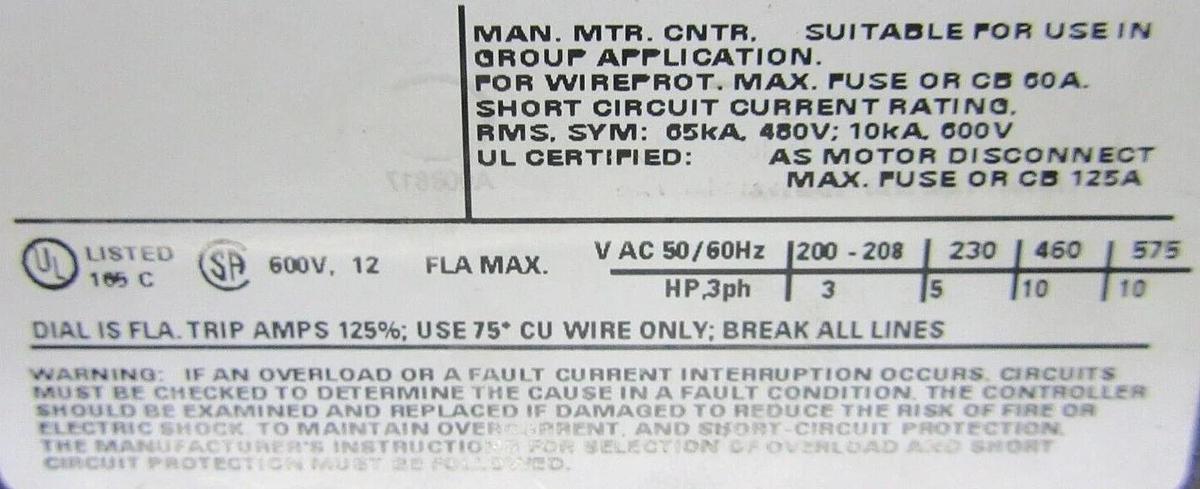 MAN. MTR. CNTR. SUITABLE FOR USE IN
GROUP APPLICATION.
FOR WIREPROT. MAX. FUSE OR CB 60A.
SHORT CIRCUIT CURRENT RATING.
RMS. SYM: 65kA, 480V; 10kA, 600V
UL CERTIFIED: AS MOTOR DISCONNECT
MAX. FUSE OR CB 125A
UL LISTED
165 C
SA 600V, 12 FLA MAX.
V AC 50/60Hz 200 - 208 230 460 575
HP,3ph 3 5 10 10
DIAL IS FLA. TRIP AMPS 125%; USE 75° CU WIRE ONLY; BREAK ALL LINES
WARNING: IF AN OVERLOAD OR A FAULT CURRENT INTERRUPTION OCCURS, CIRCUITS
MUST BE CHECKED TO DETERMINE THE CAUSE IN A FAULT CONDITION. THE CONTROLLER
SHOULD BE EXAMINED AND REPLACED IF DAMAGED TO REDUCE THE RISK OF FIRE OR
ELECTRIC SHOCK. TO MAINTAIN OVERCURRENT, AND SHORT-CIRCUIT PROTECTION.
THE MANUFACTURER'S INSTRUCTIONS FOR SELECTION OF OVERLOAD AND SHORT
CIRCUIT PROTECTION MUST BE FOLLOWED.